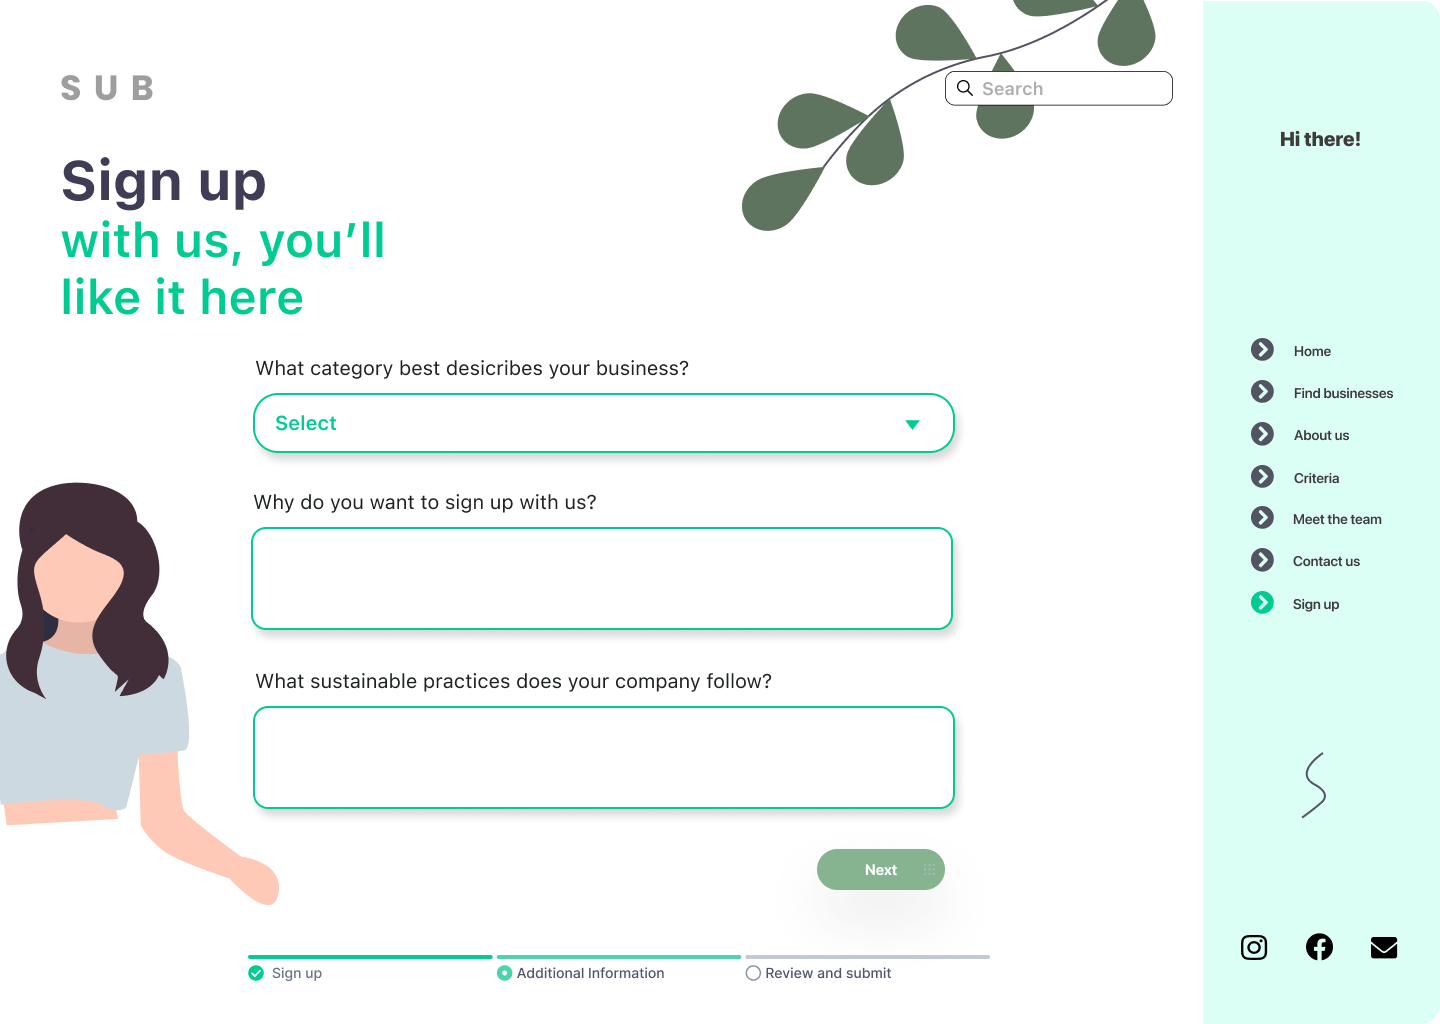 SUB
Search
Hi there!
Sign up
with us, you’ll
like it here
What category best desicribes your business?
Select
Why do you want to sign up with us?
What sustainable practices does your company follow?
Next
Sign up
Additional Information
Review and submit
Home
Find businesses
About us
Criteria
Meet the team
Contact us
Sign up